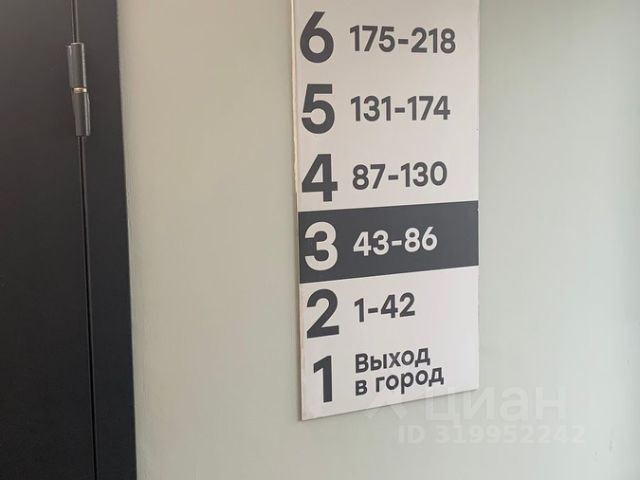 6 175-218
5 131-174
4 87-130
3 43-86
2 1-42
1 Выход
в город
циан
ID 319952242